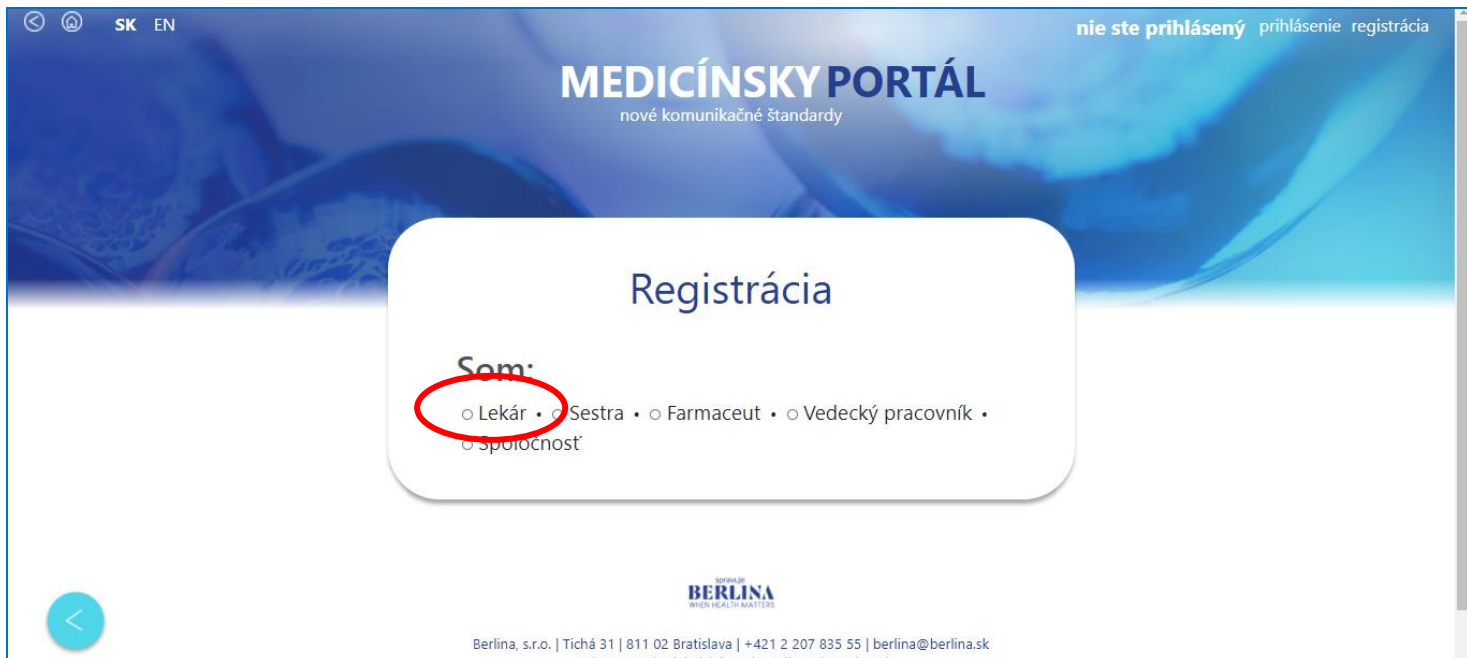 SK EN
nie ste prihlásený prihlásenie registrácia
MEDICÍNSKY PORTÁL
nové komunikačné štandardy
Registrácia
Som:
Lekár • Sestra • Farmaceut • Vedecký pracovník •
Spoločnosť
spravuje
BERLINA
WHEN HEALTH MATTERS
Berlina, s.r.o. | Tichá 31 | 811 02 Bratislava | +421 2 207 835 55 | berlina@berlina.sk